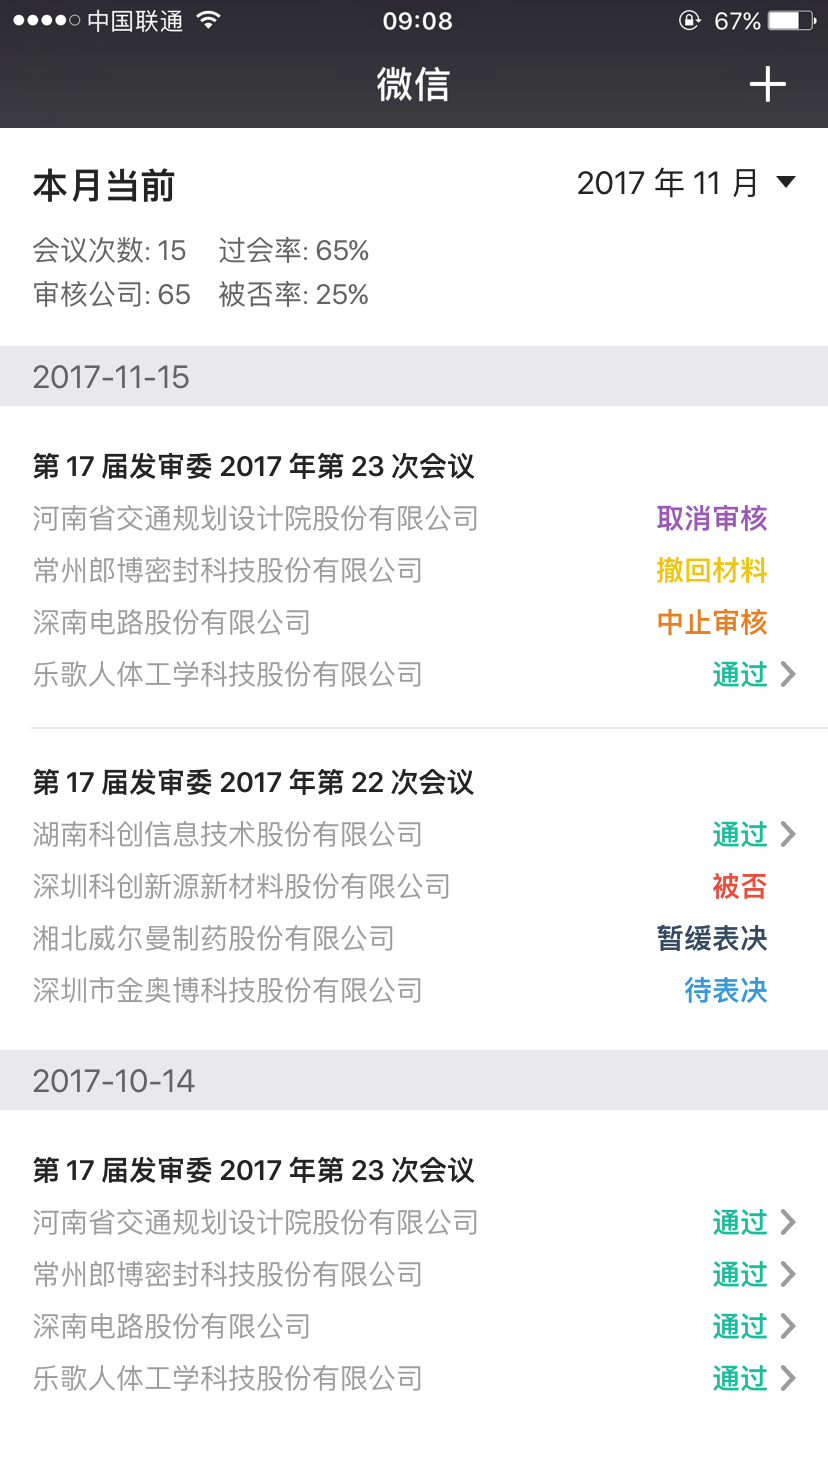 中国联通 09:08 67%
微信
本月当前 2017 年 11 月
会议次数: 15 过会率: 65%
审核公司: 65 被否率: 25%
2017-11-15
第 17 届发审委 2017 年第 23 次会议
河南省交通规划设计院股份有限公司 取消审核
常州郎博密封科技股份有限公司 撤回材料
深南电路股份有限公司 中止审核
乐歌人体工学科技股份有限公司 通过
第 17 届发审委 2017 年第 22 次会议
湖南科创信息技术股份有限公司 通过
深圳科创新源新材料股份有限公司 被否
湘北威尔曼制药股份有限公司 暂缓表决
深圳市金奥博科技股份有限公司 待表决
2017-10-14
第 17 届发审委 2017 年第 23 次会议
河南省交通规划设计院股份有限公司 通过
常州郎博密封科技股份有限公司 通过
深南电路股份有限公司 通过
乐歌人体工学科技股份有限公司 通过